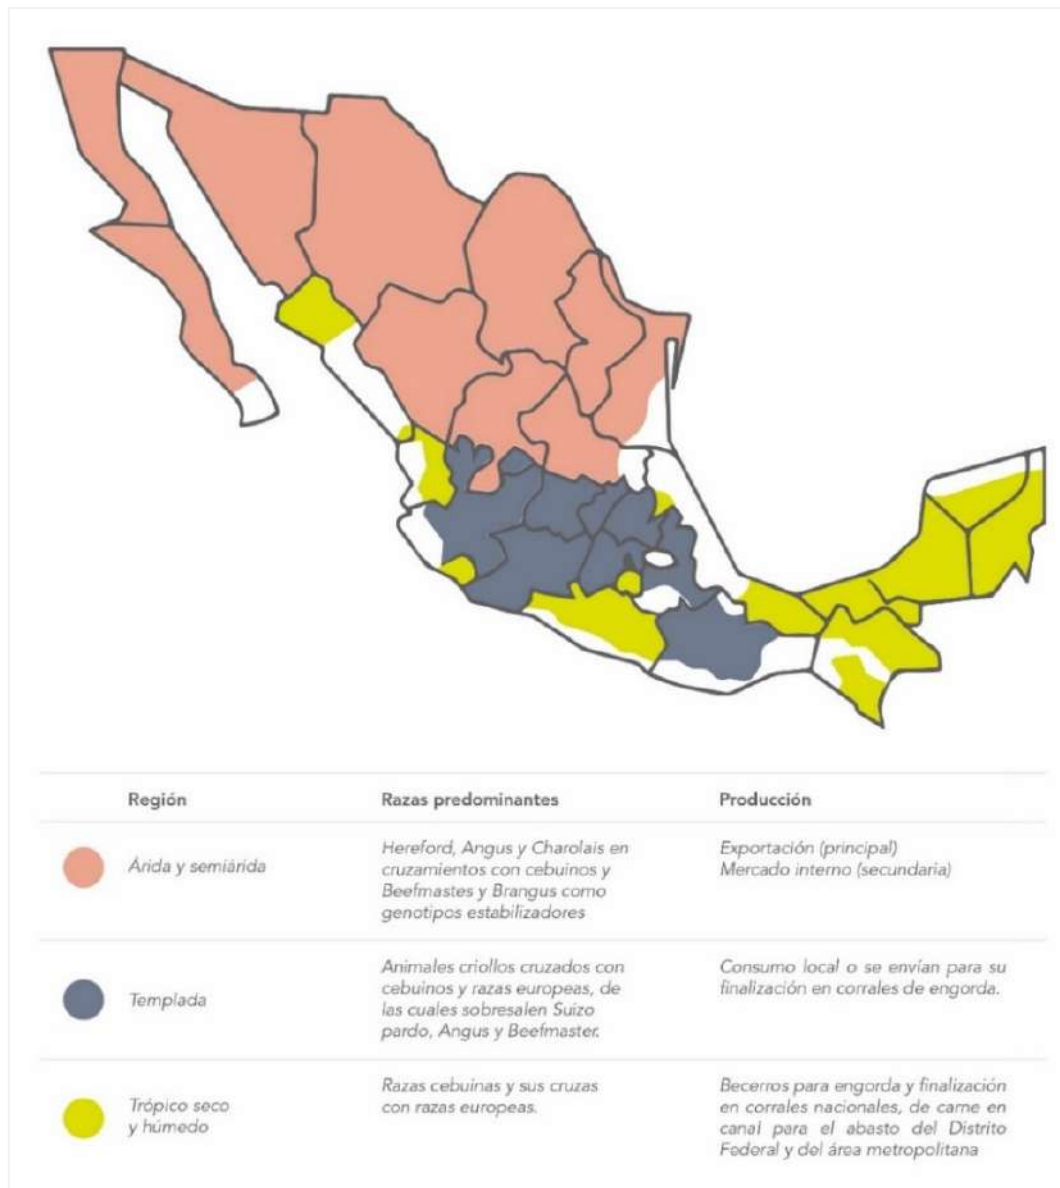 Región Razas predominantes Producción
Árida y semiárida
Hereford, Angus y Charolais en
cruzamientos con cebuinos y
Beefmastes y Brangus como
genotipos estabilizadores
Exportación (principal)
Mercado interno (secundaria)
Templada
Animales criollos cruzados con
cebuinos y razas europeas, de
las cuales sobresalen Suizo
pardo, Angus y Beefmaster.
Consumo local o se envían para su
finalización en corrales de engorda.
Trópico seco
y húmedo
Razas cebuinas y sus cruzas
con razas europeas.
Becerros para engorda y finalización
en corrales nacionales, de carne en
canal para el abasto del Distrito
Federal y del área metropolitana